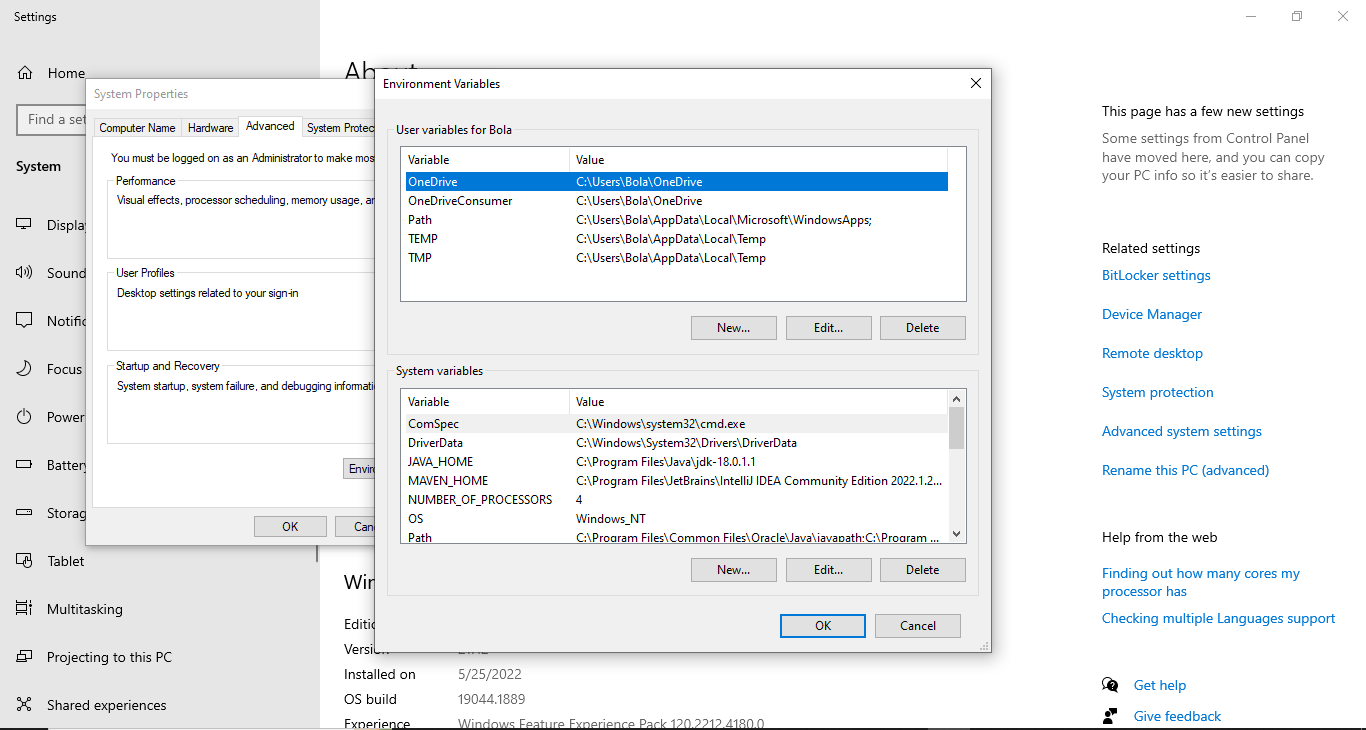 Settings
Home
Find a set
System
Display
Sound
Notific
Focus
Power
Battery
Storag
Tablet
Multitasking
Projecting to this PC
Shared experiences
About
System Properties
Computer Name
Hardware
Advanced
System Protec
You must be logged on as an Administrator to make mos
Performance
Visual effects, processor scheduling, memory usage, an
User Profiles
Desktop settings related to your sign-in
Startup and Recovery
System startup, system failure, and debugging informati
Envir
OK
Can
Environment Variables
User variables for Bola
Variable Value
OneDrive C:\Users\Bola\OneDrive
OneDriveConsumer C:\Users\Bola\OneDrive
Path C:\Users\Bola\AppData\Local\Microsoft\WindowsApps;
TEMP C:\Users\Bola\AppData\Local\Temp
TMP C:\Users\Bola\AppData\Local\Temp
New... Edit... Delete
System variables
Variable Value
ComSpec C:\Windows\system32\cmd.exe
DriverData C:\Windows\System32\Drivers\DriverData
JAVA_HOME C:\Program Files\Java\jdk-18.0.1.1
MAVEN_HOME C:\Program Files\JetBrains\IntelliJ IDEA Community Edition 2022.1.2...
NUMBER_OF_PROCESSORS 4
OS Windows_NT
Path C:\Program Files\Common Files\Oracle\Java\javapath;C:\Program ...
New... Edit... Delete
OK Cancel
Win
Editic
Version
Installed on 5/25/2022
OS build 19044.1889
Experience Windows Feature Experience Pack 120.2212.4180.0
This page has a few new settings
Some settings from Control Panel
have moved here, and you can copy
your PC info so it's easier to share.
Related settings
BitLocker settings
Device Manager
Remote desktop
System protection
Advanced system settings
Rename this PC (advanced)
Help from the web
Finding out how many cores my
processor has
Checking multiple Languages support
Get help
Give feedback